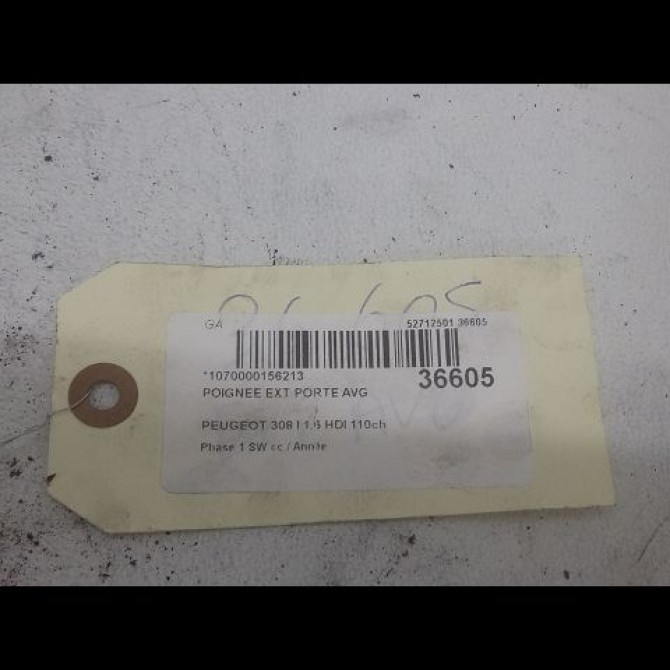 36605
GA 52712501 36605
*1070000156213 36605
POIGNEE EXT PORTE AVG
PEUGEOT 308 I 1.6 HDI 110ch
Phase 1 SW cc / Année